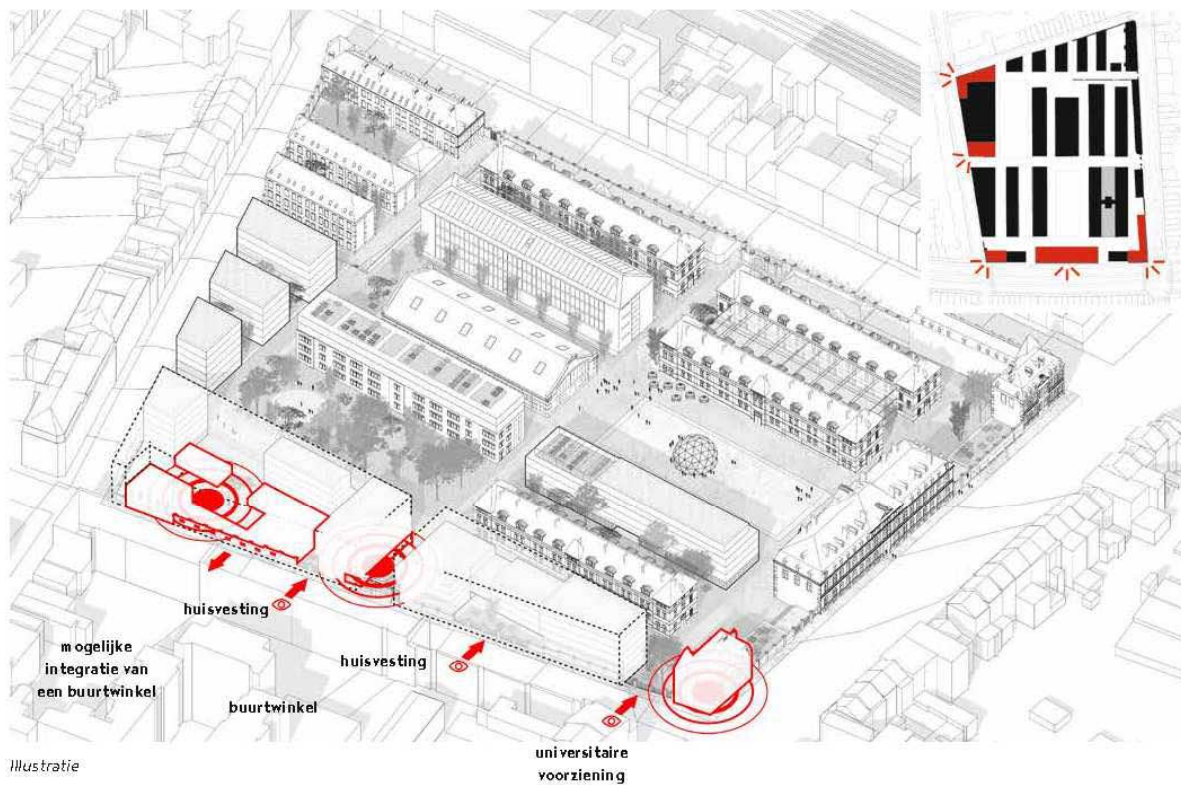 huisvesting
mogelijke
integratie van
een buurtwinkel
huisvesting
buurtwinkel
universitaire
voorziening
Illustratie